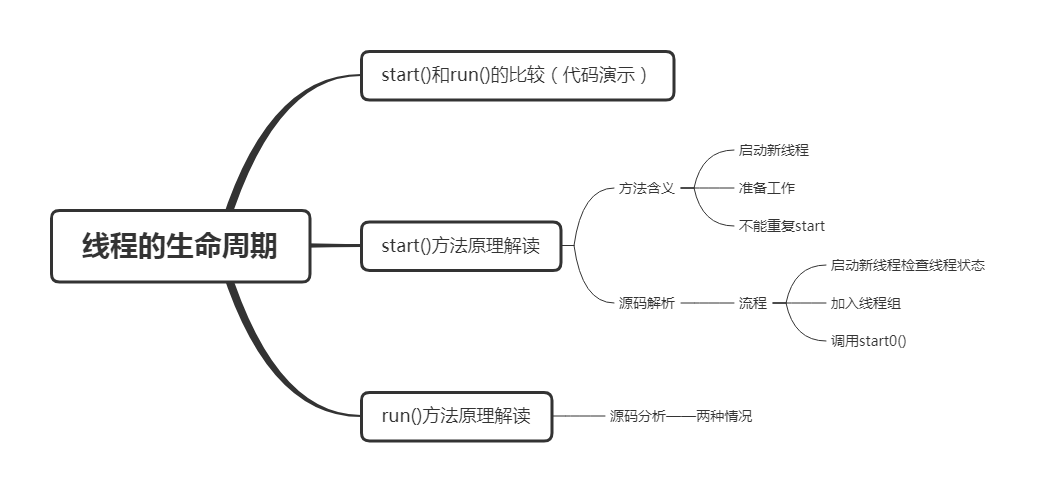 线程的生命周期
start()和run()的比较（代码演示）
start()方法原理解读
方法含义
启动新线程
准备工作
不能重复start
源码解析
流程
启动新线程检查线程状态
加入线程组
调用start0()
run()方法原理解读
源码分析——两种情况